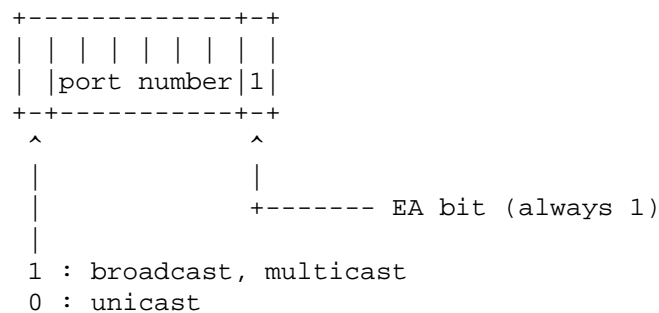 +-------------+-+
| | | | | | | | |
| |port number|1|
+-+-----------+-+
^ ^
| |
| +------- EA bit (always 1)
|
1 : broadcast, multicast
0 : unicast